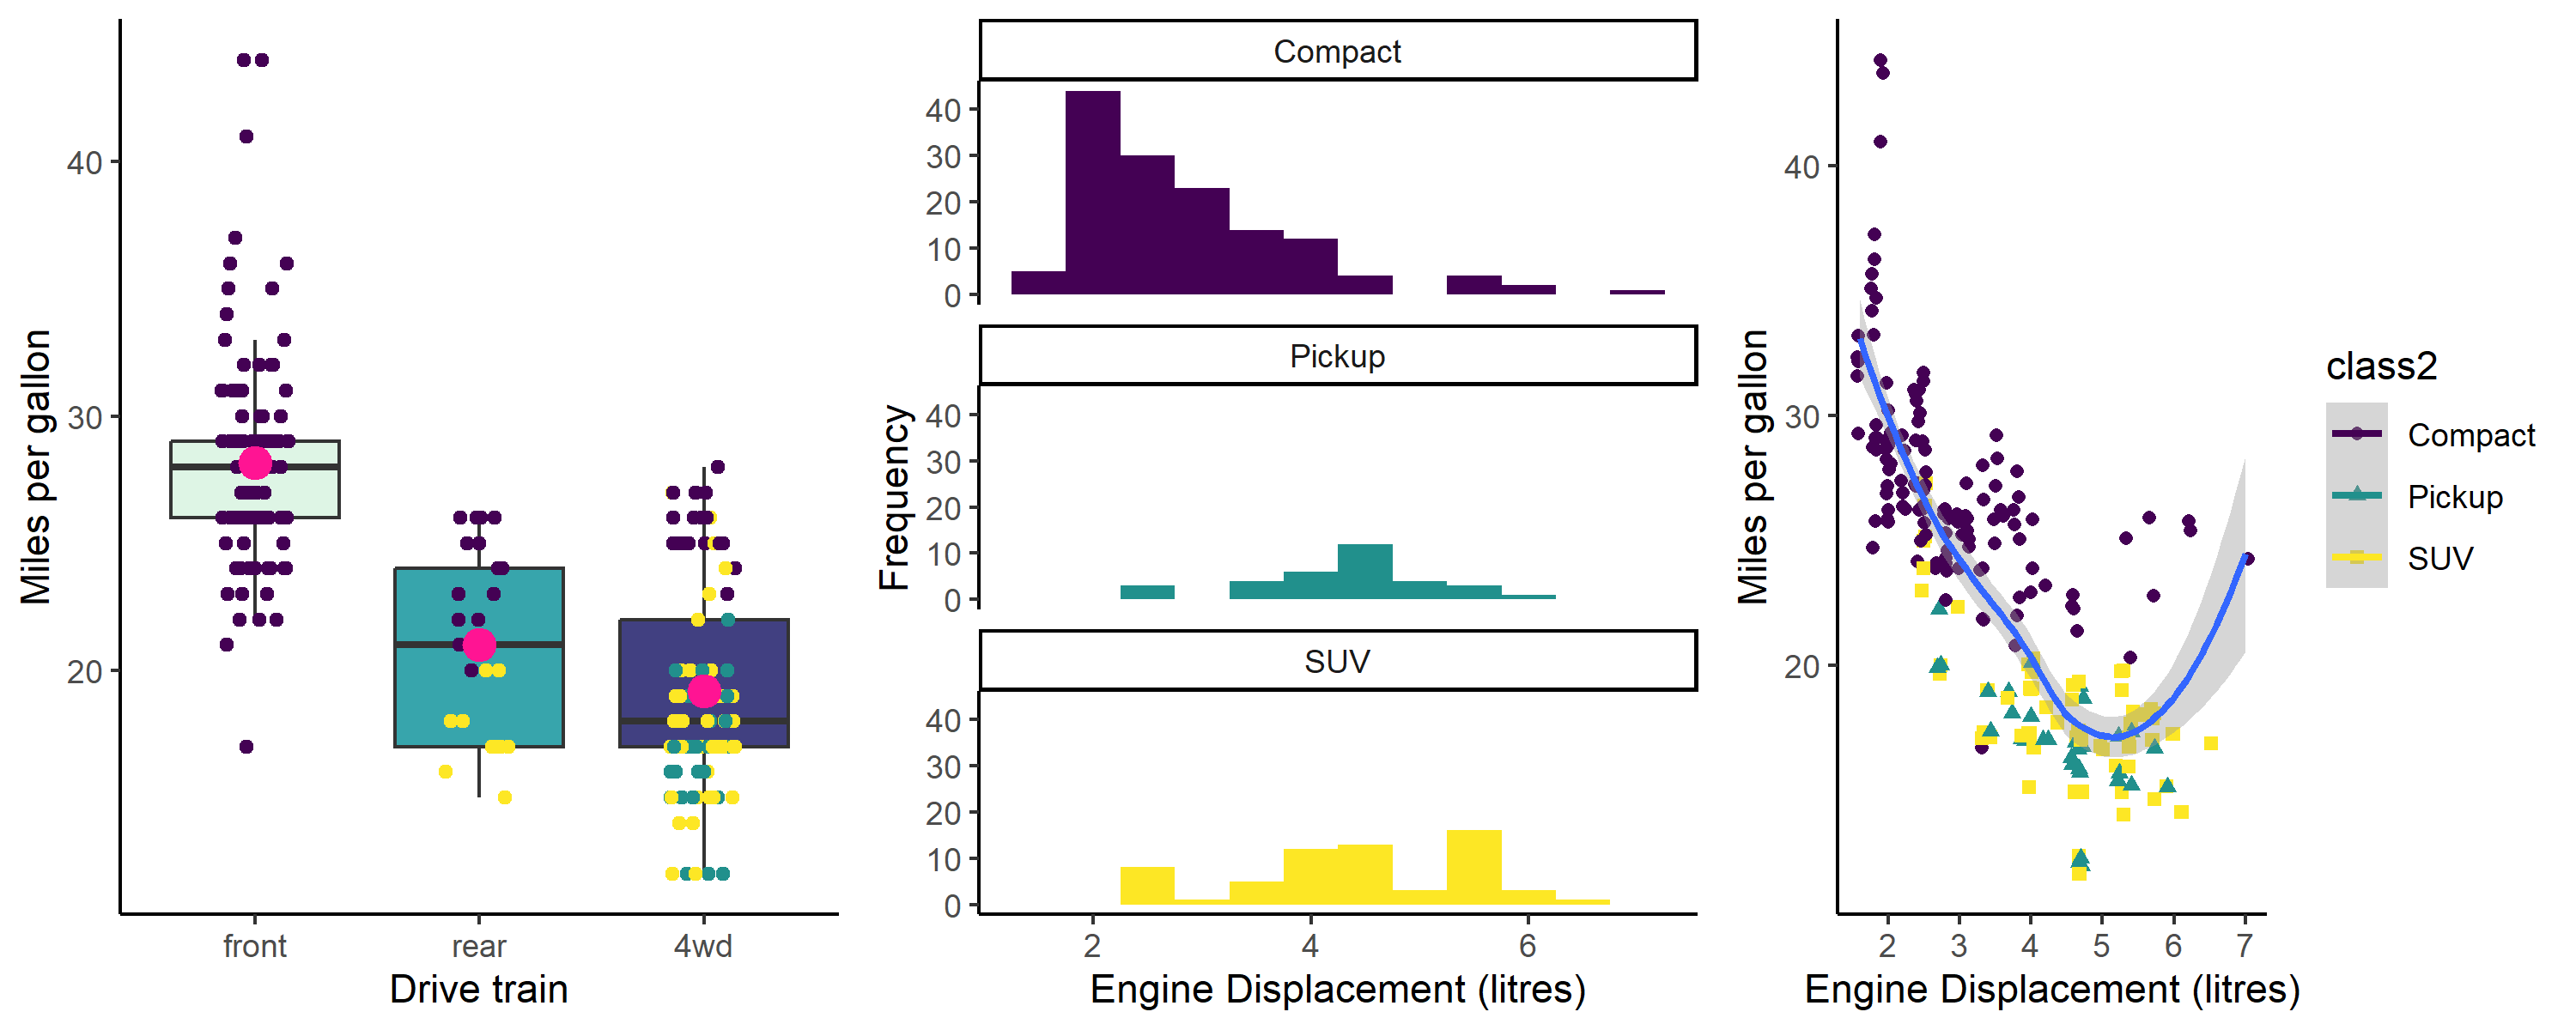 Miles per gallon
40
30
20
front rear 4wd
Drive train
Frequency
Compact
40
30
20
10
0
Pickup
40
30
20
10
0
SUV
40
30
20
10
0
2 4 6
Engine Displacement (litres)
Miles per gallon
40
30
20
2 3 4 5 6 7
Engine Displacement (litres)
class2
Compact
Pickup
SUV